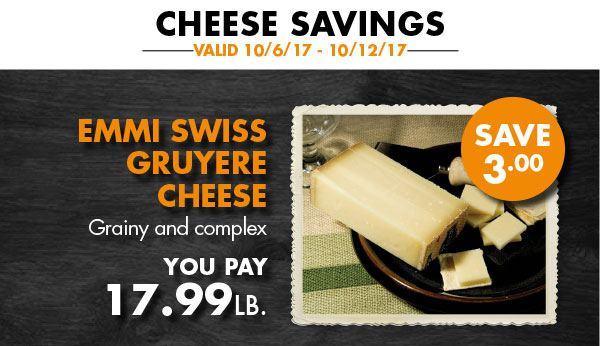 CHEESE SAVINGS
VALID 10/6/17 - 10/12/17
EMMI SWISS
GRUYERE
CHEESE
Grainy and complex
YOU PAY
17.99LB.
SAVE
3.00